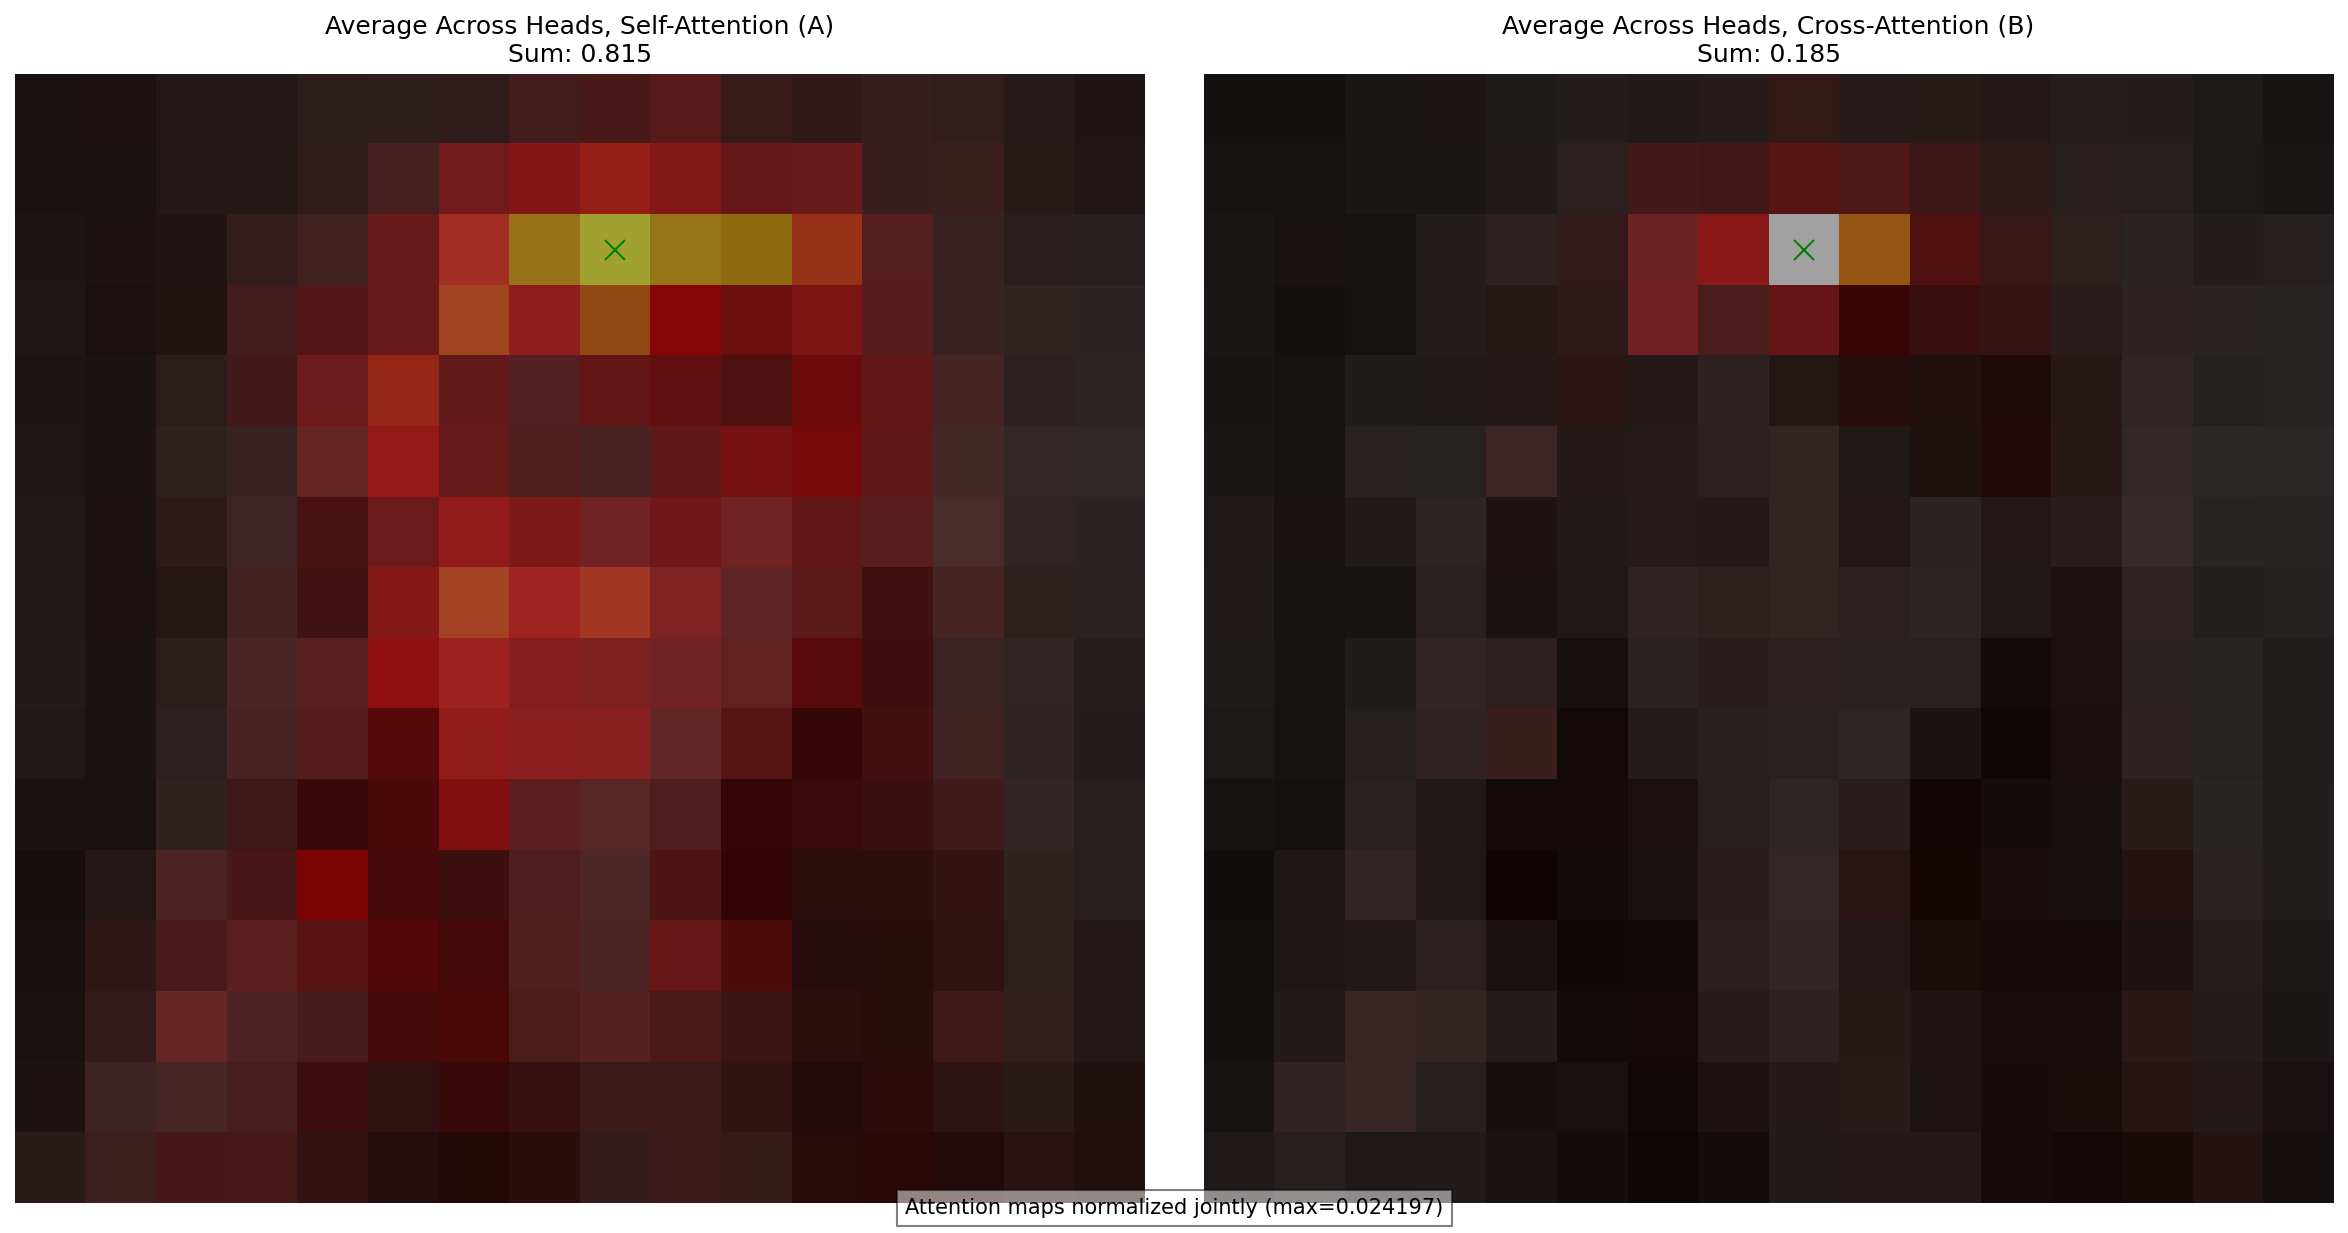 Average Across Heads, Self-Attention (A)
Sum: 0.815
Average Across Heads, Cross-Attention (B)
Sum: 0.185
Attention maps normalized jointly (max=0.024197)